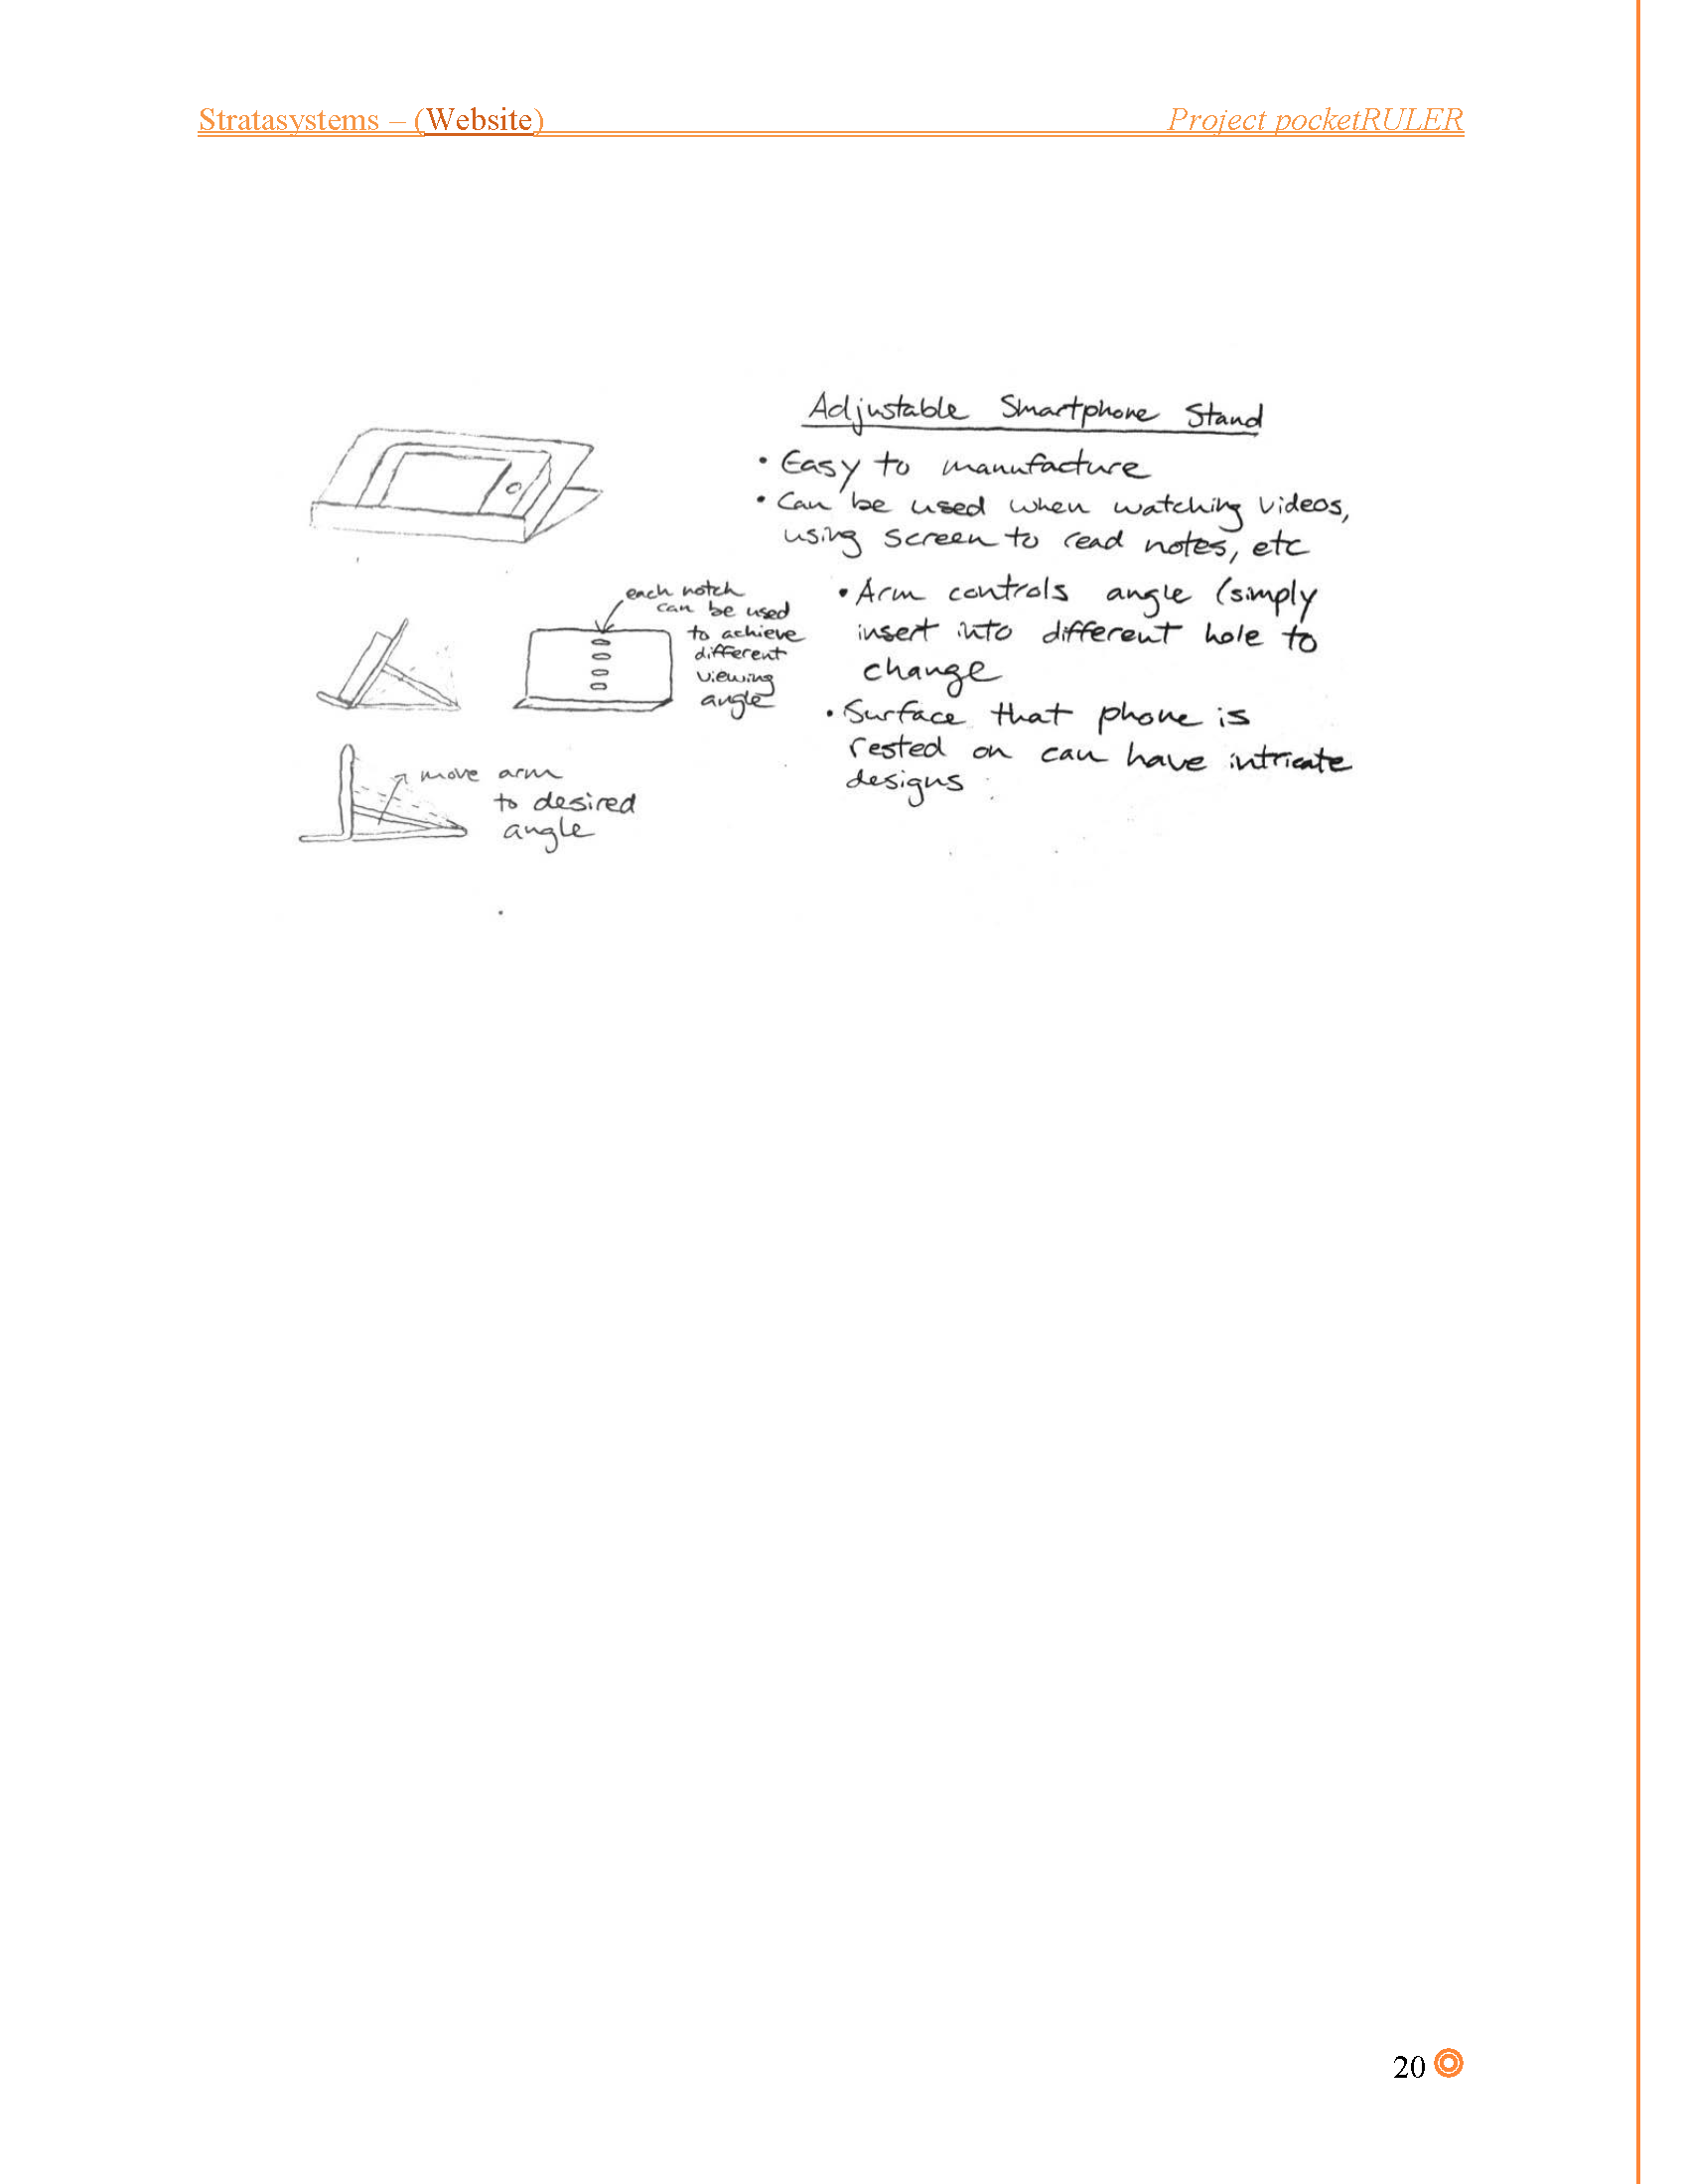 Stratasystems – (Website) Project pocketRULER
Adjustable Smartphone Stand
• Easy to manufacture
• Can be used when watching videos,
using screen to read notes, etc
• Arm controls angle (simply
insert into different hole to
change
• Surface that phone is
rested on can have intricate
designs
each notch
can be used
to achieve
different
viewing
angle
move arm
to desired
angle
20